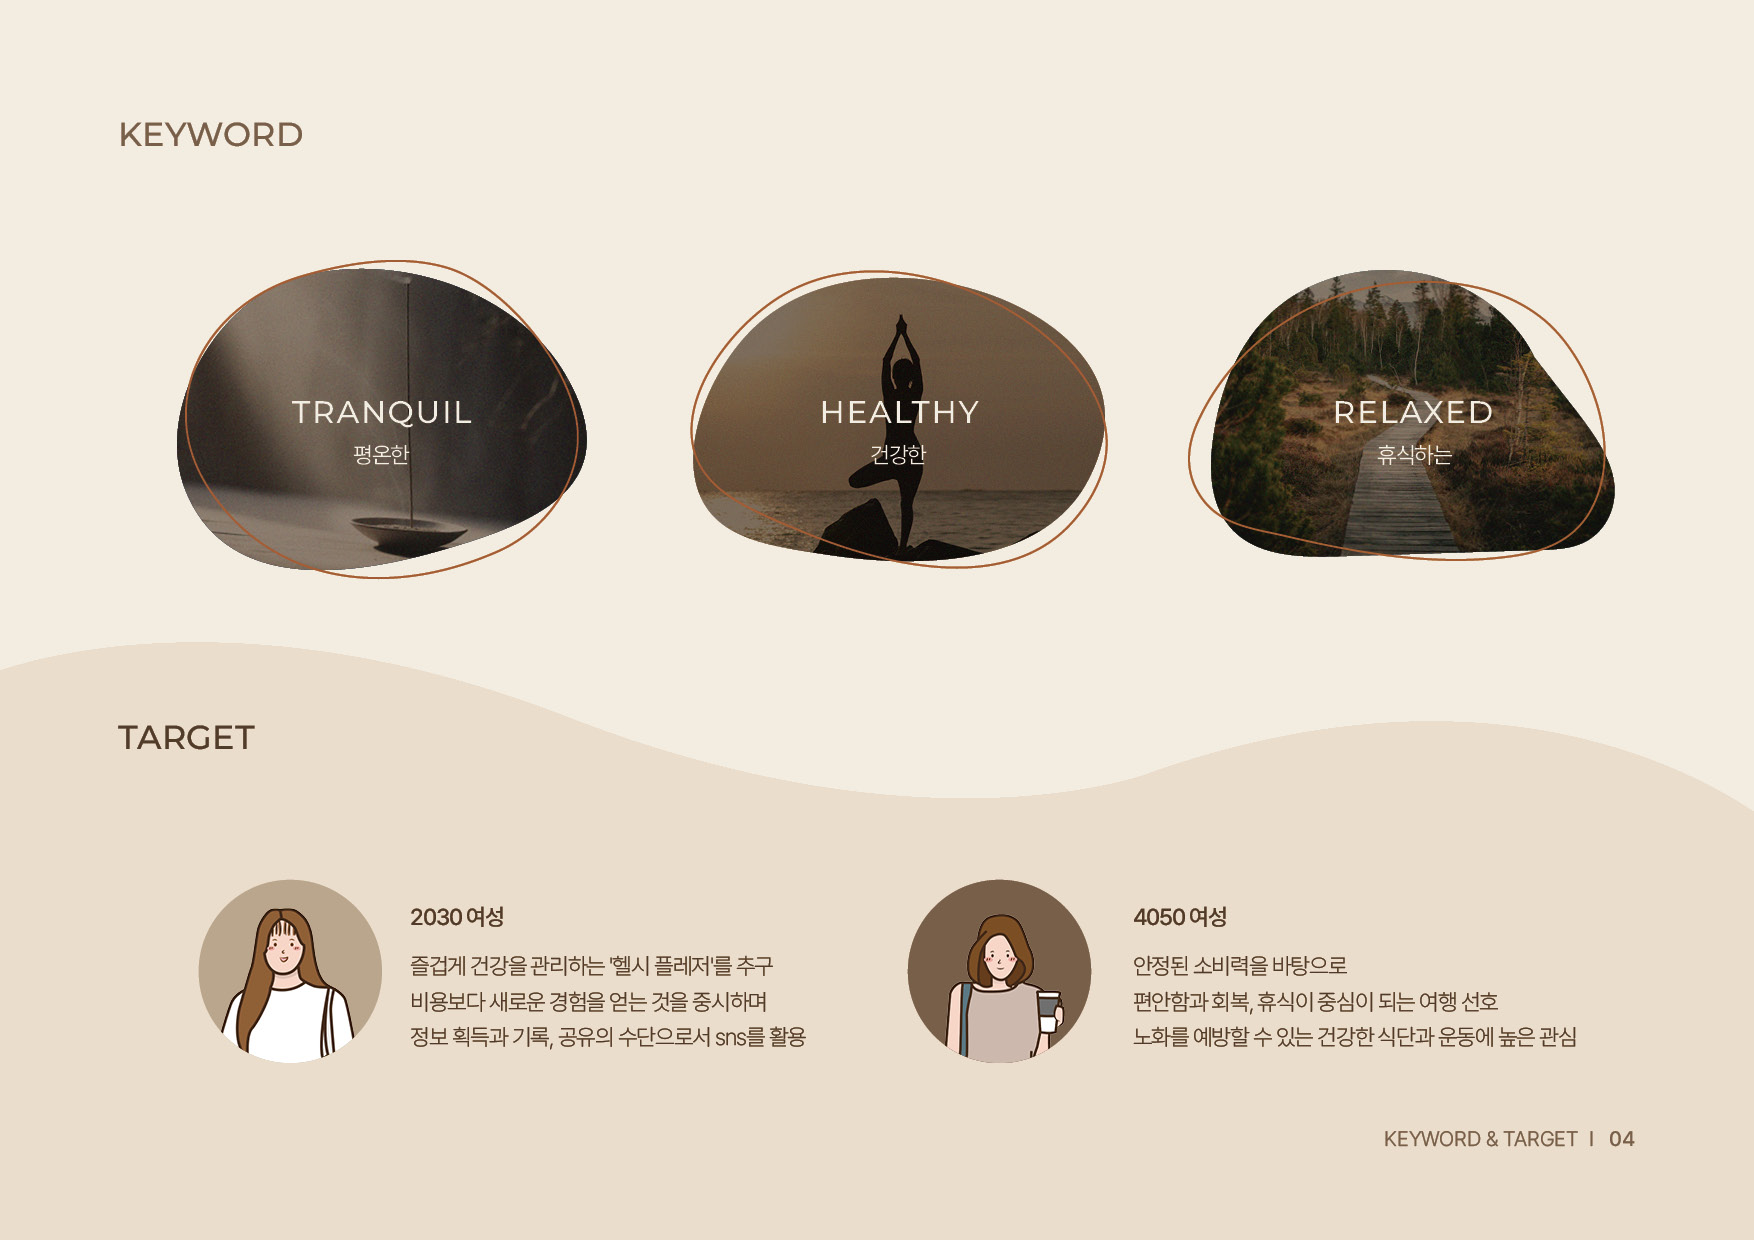 KEYWORD
TRANQUIL
평온한
HEALTHY
건강한
RELAXED
휴식하는
TARGET
2030 여성
즐겁게 건강을 관리하는 '헬시 플레저'를 추구
비용보다 새로운 경험을 얻는 것을 중시하며
정보 획득과 기록, 공유의 수단으로서 sns를 활용
4050 여성
안정된 소비력을 바탕으로
편안함과 회복, 휴식이 중심이 되는 여행 선호
노화를 예방할 수 있는 건강한 식단과 운동에 높은 관심
KEYWORD & TARGET | 04